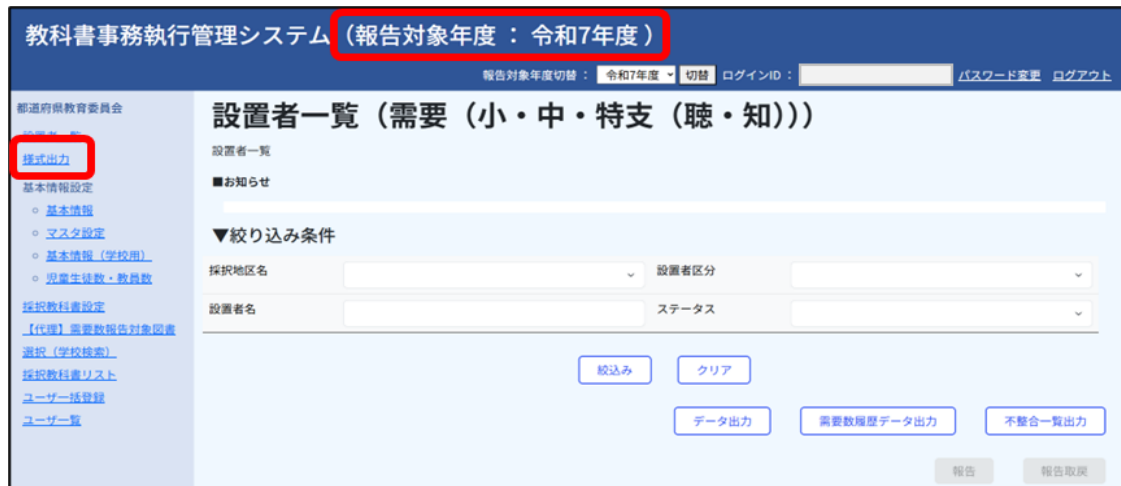 教科書事務執行管理システム（報告対象年度 ： 令和7年度 ）
報告対象年度切替： 令和7年度 切替 ログインID： パスワード変更 ログアウト
都道府県教育委員会
設置者一覧
様式出力
基本情報設定
基本情報
マスタ設定
基本情報（学校用）
児童生徒数・教員数
採択教科書設定
【代理】需要数報告対象図書
選択（学校検索）
採択教科書リスト
ユーザ一括登録
ユーザ一覧
設置者一覧（需要（小・中・特支（聴・知）））
設置者一覧
■お知らせ
▼絞り込み条件
採択地区名 設置者区分
設置者名 ステータス
絞込み クリア
データ出力 需要数履歴データ出力 不整合一覧出力
報告 報告取戻